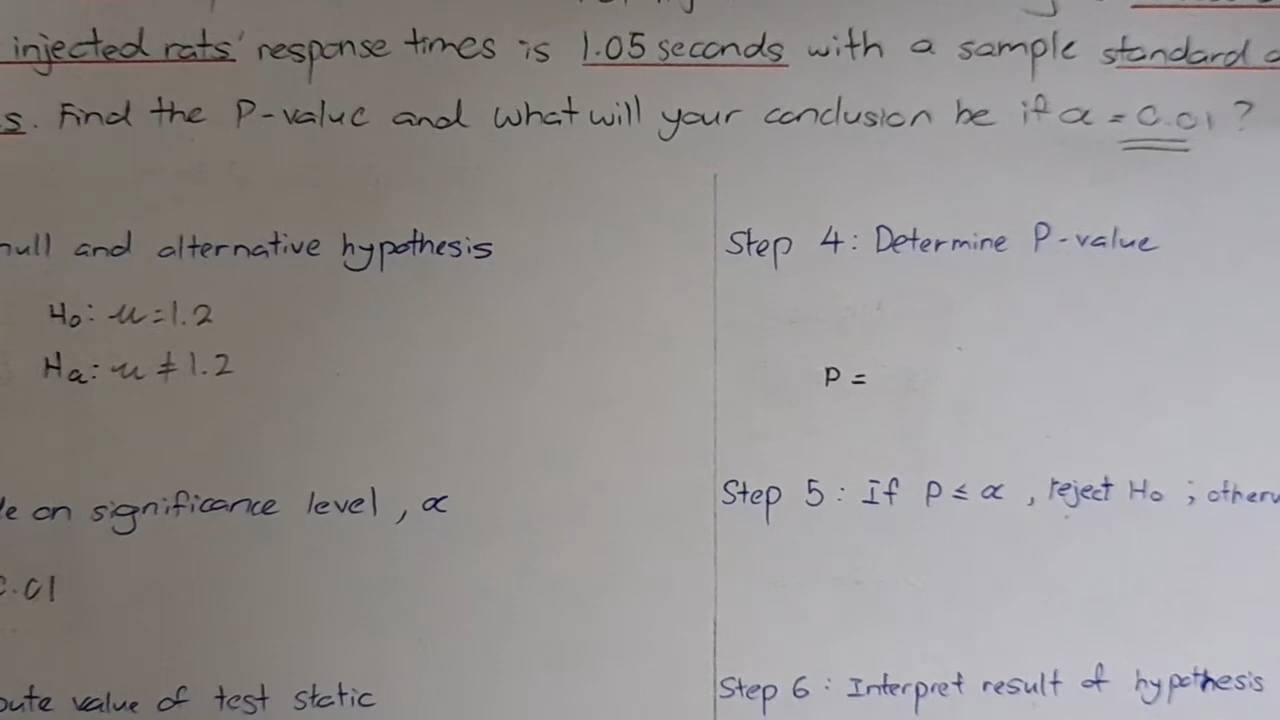 injected rats' response times is 1.05 seconds with a sample standard
s. Find the P-value and what will your conclusion be if α = 0.01?
null and alternative hypothesis
H0: μ = 1.2
Ha: μ ≠ 1.2
on significance level, α
0.01
value of test static
Step 4: Determine P-value
P =
Step 5: If P ≤ α, reject H0; otherw
Step 6: Interpret result of hypothesis